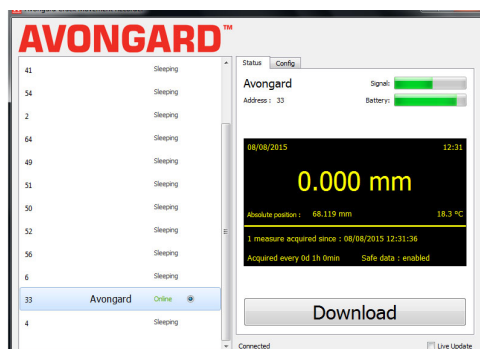 AVONGARD™
41 Sleeping
54 Sleeping
2 Sleeping
64 Sleeping
49 Sleeping
51 Sleeping
50 Sleeping
52 Sleeping
56 Sleeping
6 Sleeping
33 Avongard Online
4 Sleeping
Status Config
Avongard Signal:
Address : 33 Battery:
08/08/2015 12:31
0.000 mm
Absolute position : 68.119 mm 18.3 ºC
1 measure acquired since : 08/08/2015 12:31:36
Acquired every 0d 1h 0min Safe data : enabled
Download
Connected Live Update